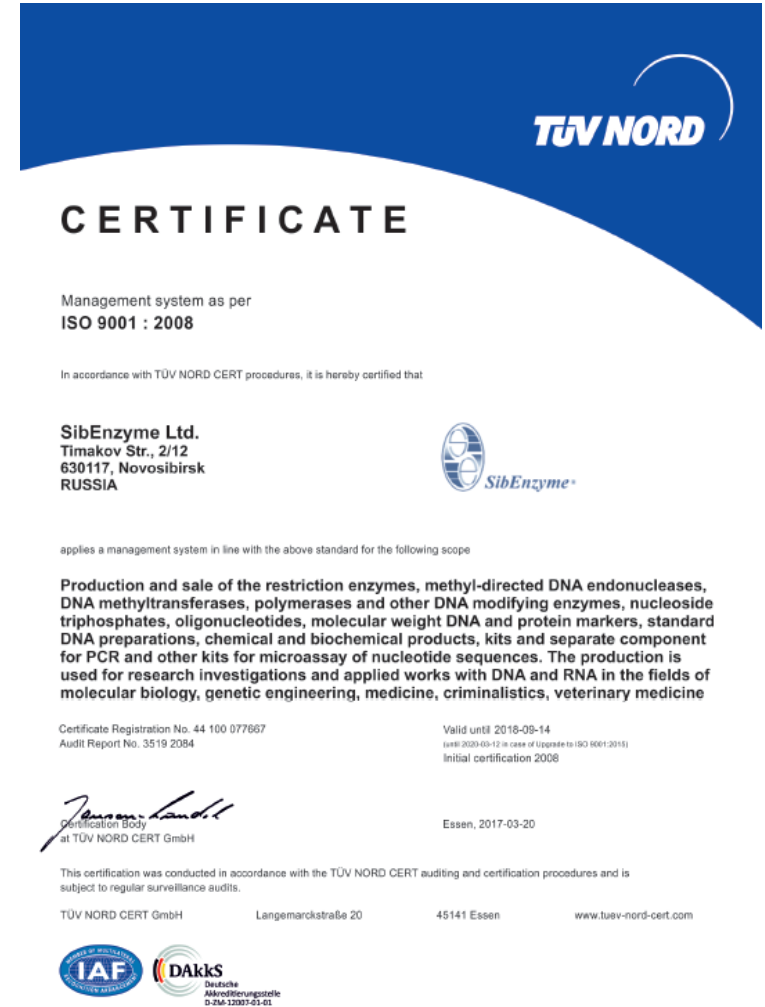 TÜV NORD
CERTIFICATE
Management system as per
ISO 9001 : 2008
In accordance with TÜV NORD CERT procedures, it is hereby certified that
SibEnzyme Ltd.
Timakov Str., 2/12
630117, Novosibirsk
RUSSIA
SibEnzyme®
applies a management system in line with the above standard for the following scope
Production and sale of the restriction enzymes, methyl-directed DNA endonucleases,
DNA methyltransferases, polymerases and other DNA modifying enzymes, nucleoside
triphosphates, oligonucleotides, molecular weight DNA and protein markers, standard
DNA preparations, chemical and biochemical products, kits and separate component
for PCR and other kits for microassay of nucleotide sequences. The production is
used for research investigations and applied works with DNA and RNA in the fields of
molecular biology, genetic engineering, medicine, criminalistics, veterinary medicine
Certificate Registration No. 44 100 077667
Audit Report No. 3519 2084
Valid until 2018-09-14
(until 2020-03-12 in case of Upgrade to ISO 9001:2015)
Initial certification 2008
Certification Body
at TÜV NORD CERT GmbH
Essen, 2017-03-20
This certification was conducted in accordance with the TÜV NORD CERT auditing and certification procedures and is
subject to regular surveillance audits.
TÜV NORD CERT GmbH Langemarckstraße 20 45141 Essen www.tuev-nord-cert.com
MEMBER OF MULTILATERAL
IAF
RECOGNITION ARRANGEMENT
DAkkS
Deutsche
Akkreditierungsstelle
D-ZM-12007-01-01